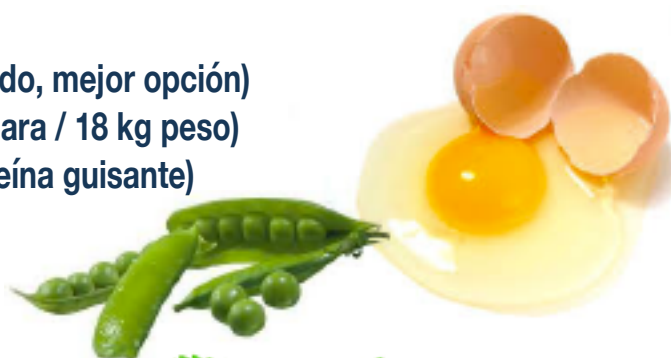 do, mejor opción)
ara / 18 kg peso)
eína guisante)